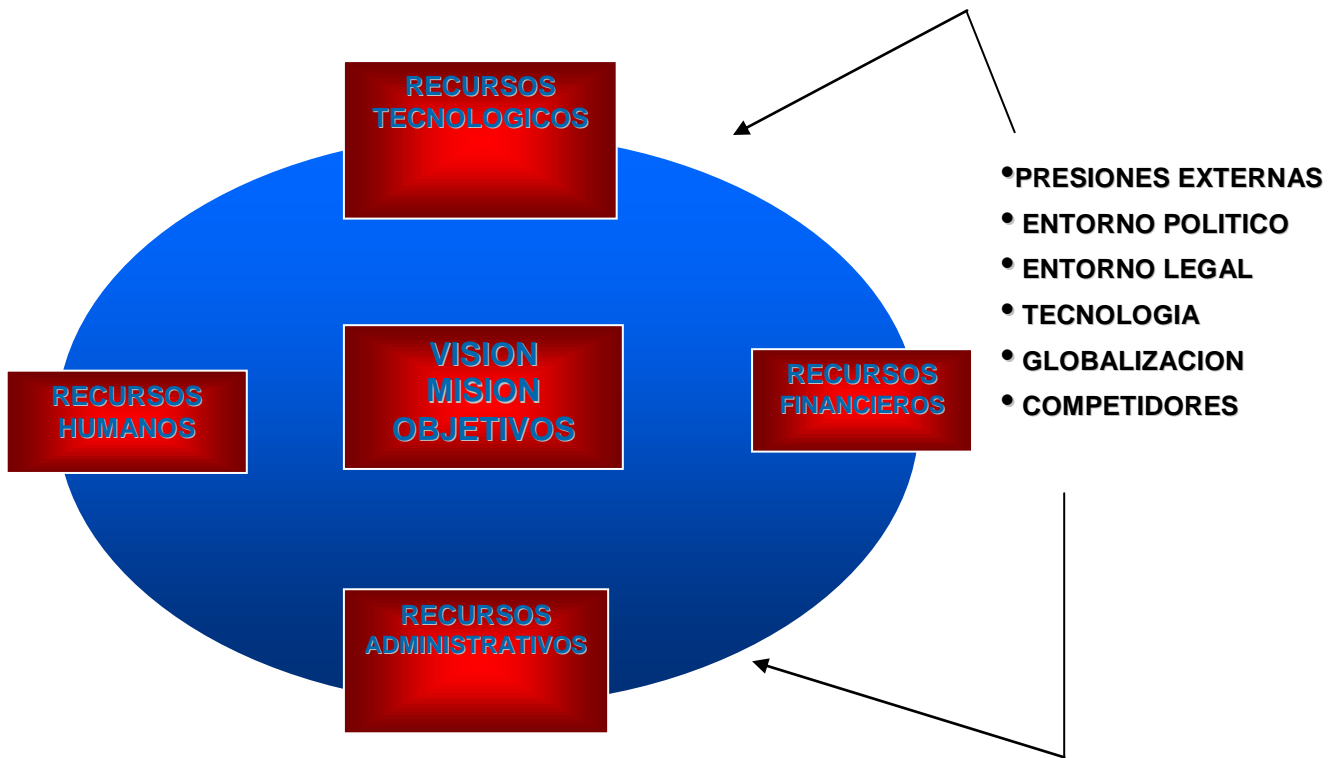 RECURSOS
TECNOLOGICOS
•PRESIONES EXTERNAS
• ENTORNO POLITICO
• ENTORNO LEGAL
• TECNOLOGIA
• GLOBALIZACION
• COMPETIDORES
VISION
MISION
OBJETIVOS
RECURSOS
FINANCIEROS
RECURSOS
HUMANOS
RECURSOS
ADMINISTRATIVOS